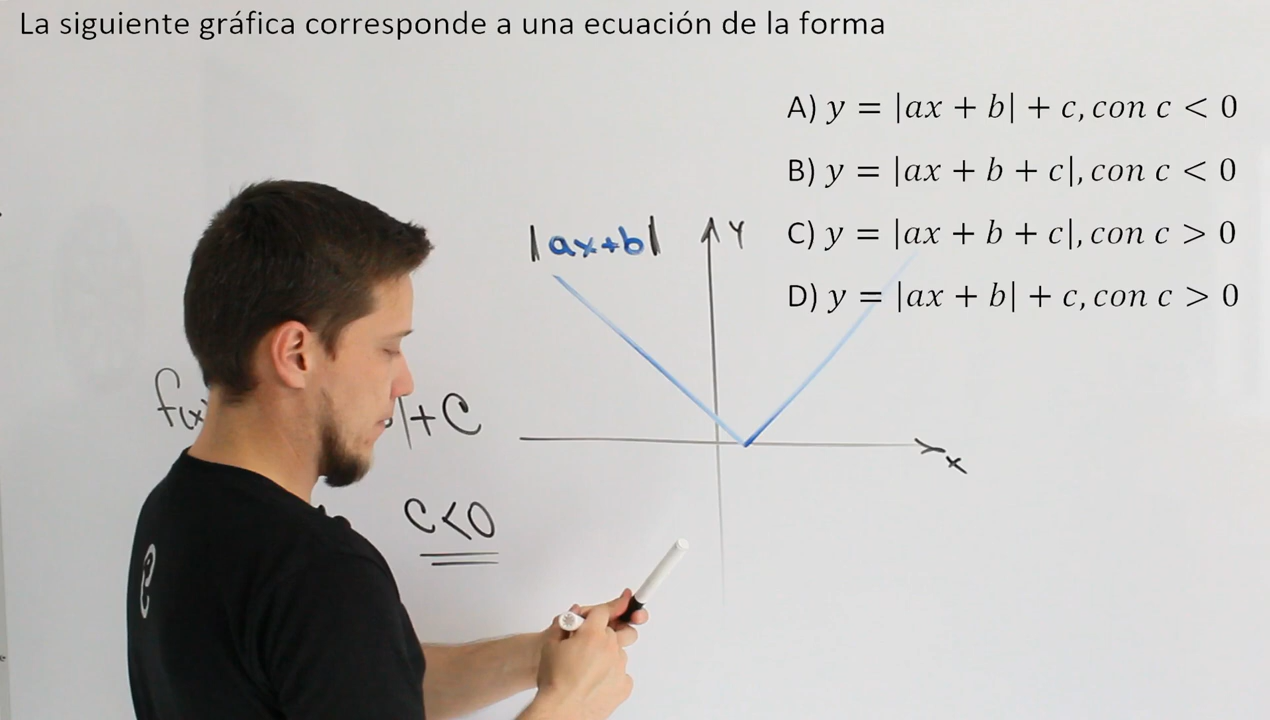 La siguiente gráfica corresponde a una ecuación de la forma
A) y = |ax + b| + c, con c < 0
B) y = |ax + b + c|, con c < 0
C) y = |ax + b + c|, con c > 0
D) y = |ax + b| + c, con c > 0
|ax+b|
Y
f(x)
|+C
x
C<0